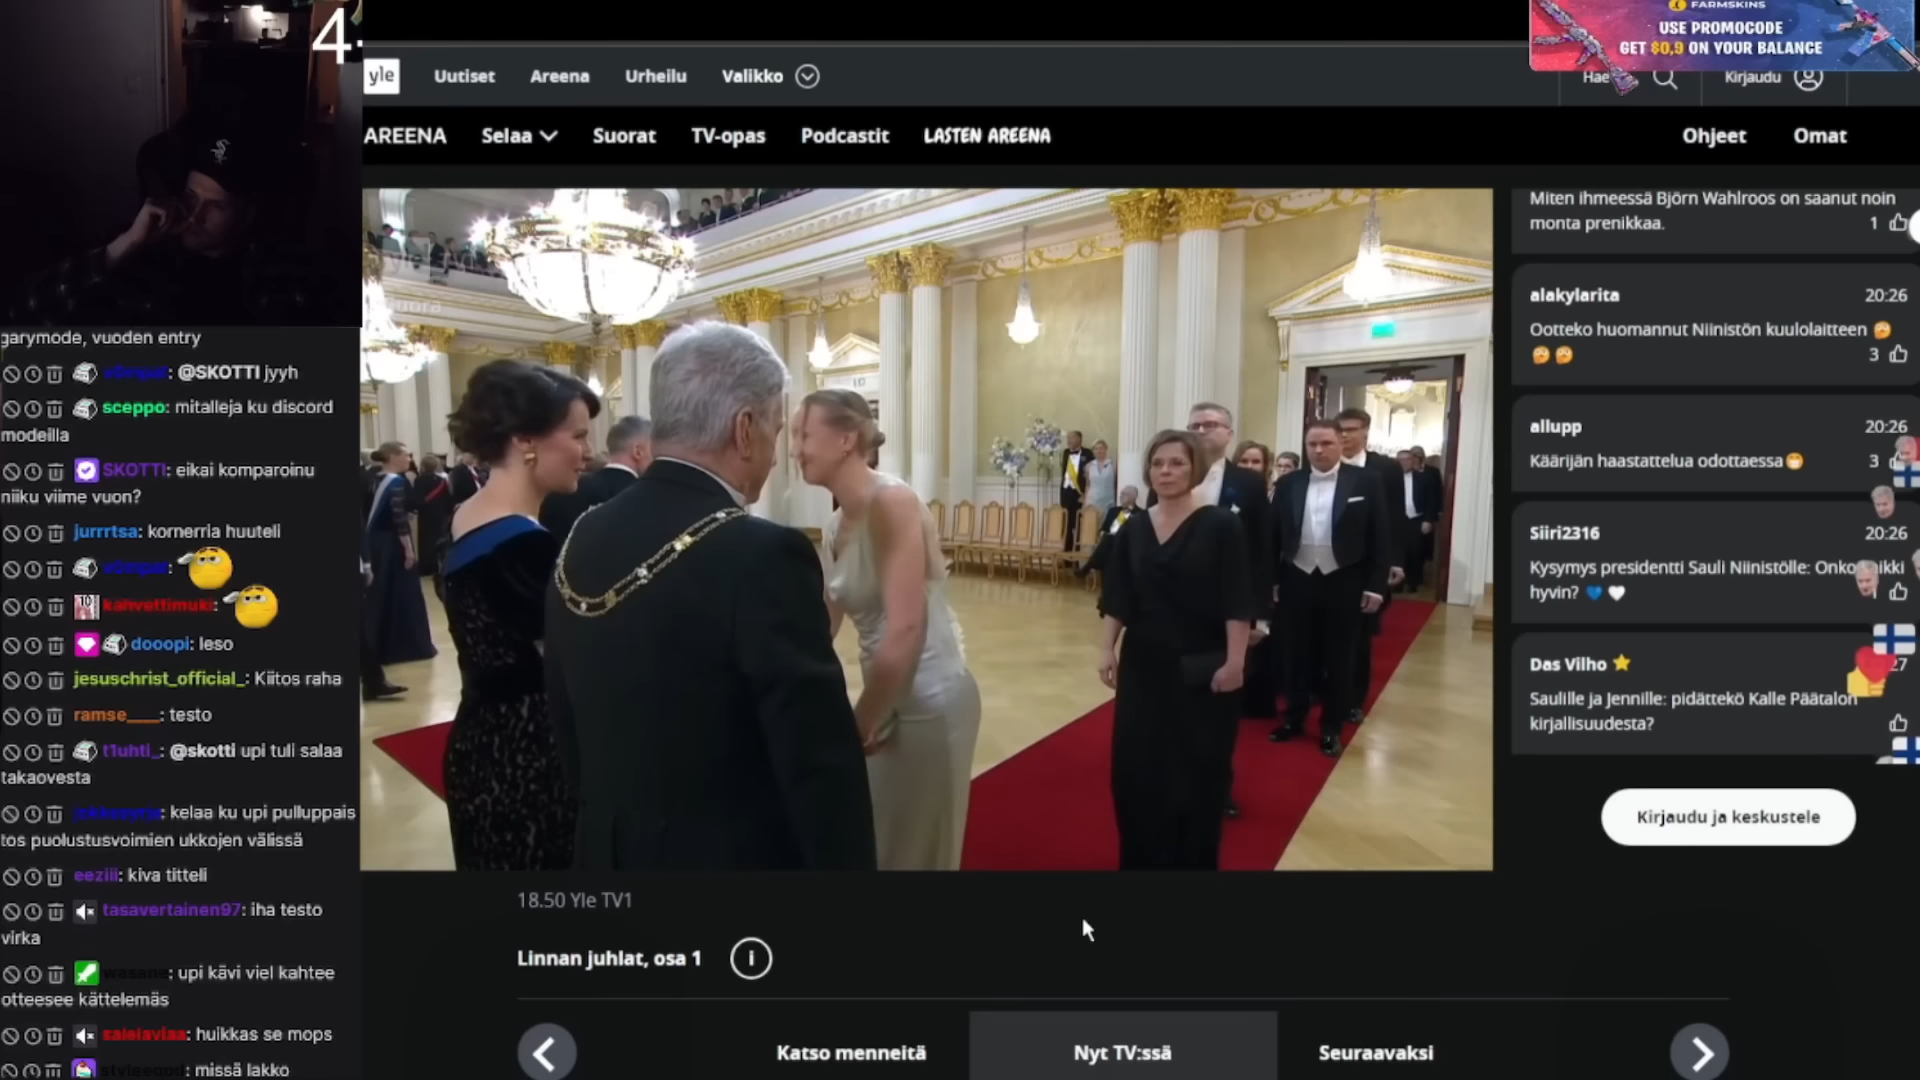 4
FARMSKINS
USE PROMOCODE
GET $0,9 ON YOUR BALANCE
yle
Uutiset
Areena
Urheilu
Valikko
Hae
Kirjaudu
AREENA
Selaa
Suorat
TV-opas
Podcastit
LASTEN AREENA
Ohjeet
Omat
garymode, vuoden entry
@SKOTTI jyyh
sceppo: mitalleja ku discord
modeilla
SKOTTI: eikai komparoinu
niiku viime vuon?
jurrrtsa: kornerria huuteli
kahvettimuki:
dooopi: leso
jesuschrist_official_: Kiitos raha
ramse____: testo
t1uhti_: @skotti upi tuli salaa
takaovesta
kelaa ku upi pulluppais
tos puolustusvoimien ukkojen välissä
eeziii: kiva titteli
tasavertainen97: iha testo
virka
: upi kävi viel kahtee
otteesee kättelemäs
: huikkas se mops
: missä lakko
Miten ihmeessä Björn Wahlroos on saanut noin
monta prenikkaa.
1
alakylarita 20:26
Ootteko huomannut Niinistön kuulolaitteen
3
allupp 20:26
Käärijän haastattelua odottaessa
3
Siiri2316 20:26
Kysymys presidentti Sauli Niinistölle: Onko
hyvin?
Das Vilho
Saulille ja Jennille: pidättekö Kalle Päätalon
kirjallisuudesta?
Kirjaudu ja keskustele
18.50 Yle TV1
Linnan juhlat, osa 1
i
Katso menneitä
Nyt TV:ssä
Seuraavaksi